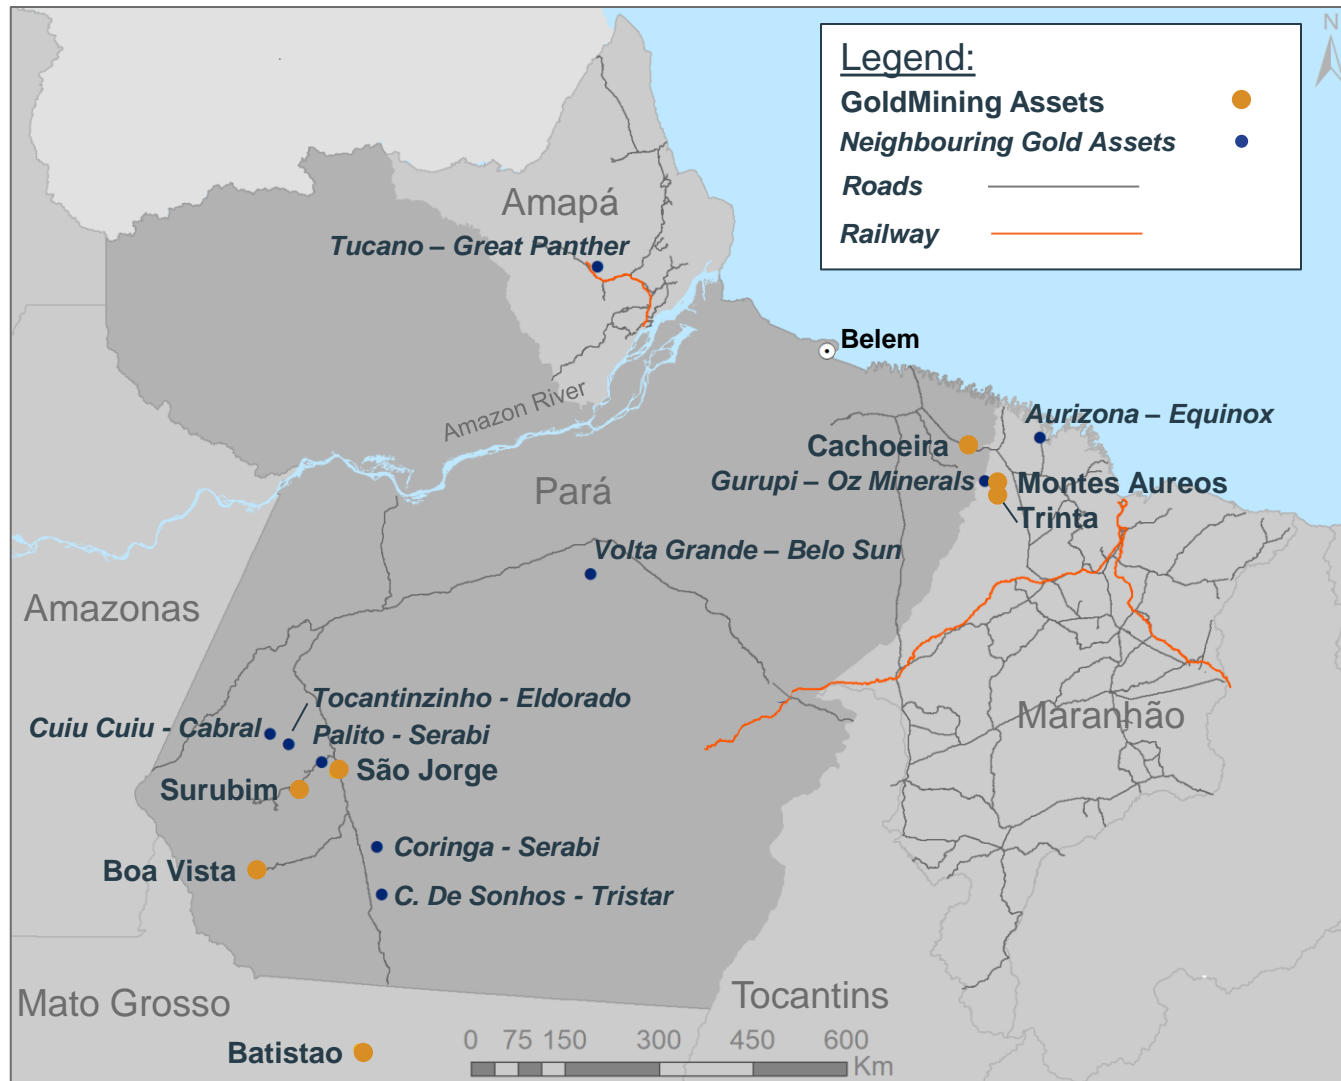 N
Legend:
GoldMining Assets
Neighbouring Gold Assets
Roads
Railway
Amapá
Tucano – Great Panther
Belem
Amazon River
Aurizona – Equinox
Cachoeira
Gurupi – Oz Minerals
Montes Aureos
Trinta
Pará
Volta Grande – Belo Sun
Amazonas
Tocantinzinho - Eldorado
Cuiu Cuiu - Cabral
Palito - Serabi
Maranhão
São Jorge
Surubim
Coringa - Serabi
Boa Vista
C. De Sonhos - Tristar
Mato Grosso
Tocantins
Batistao
0 75 150 300 450 600
Km